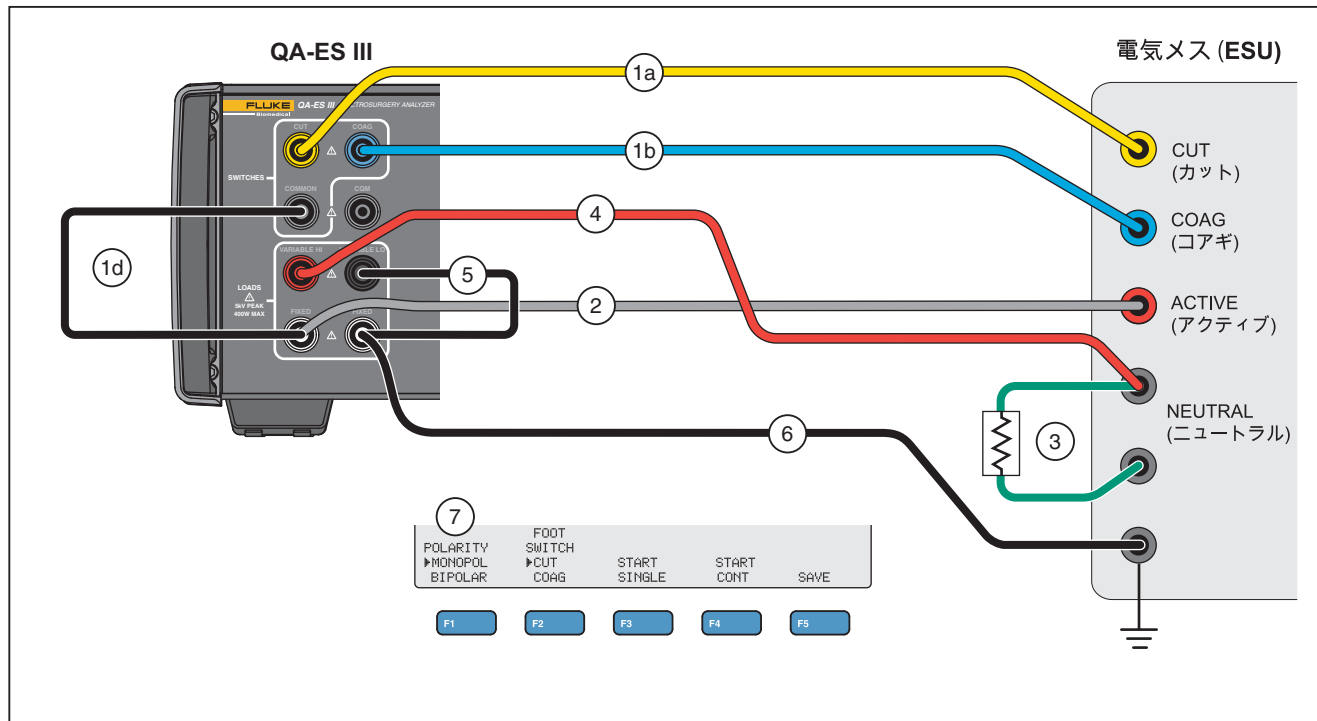 QA-ES III
電気メス (ESU)
1a
FLUKE
Biomedical
QA-ES III
CUT
COAG
1b
CUT
(カット)
SWITCHES
COMMON
CQM
4
COAG
(コアギ)
1d
VARIABLE HI
5
LOADS
5kV PEAK
400W MAX
FIXED
FIXED
2
ACTIVE
(アクティブ)
3
NEUTRAL
(ニュートラル)
6
7
POLARITY
▶MONOPOL
BIPOLAR
FOOT
SWITCH
▶CUT
COAG
START
SINGLE
START
CONT
SAVE
F1
F2
F3
F4
F5